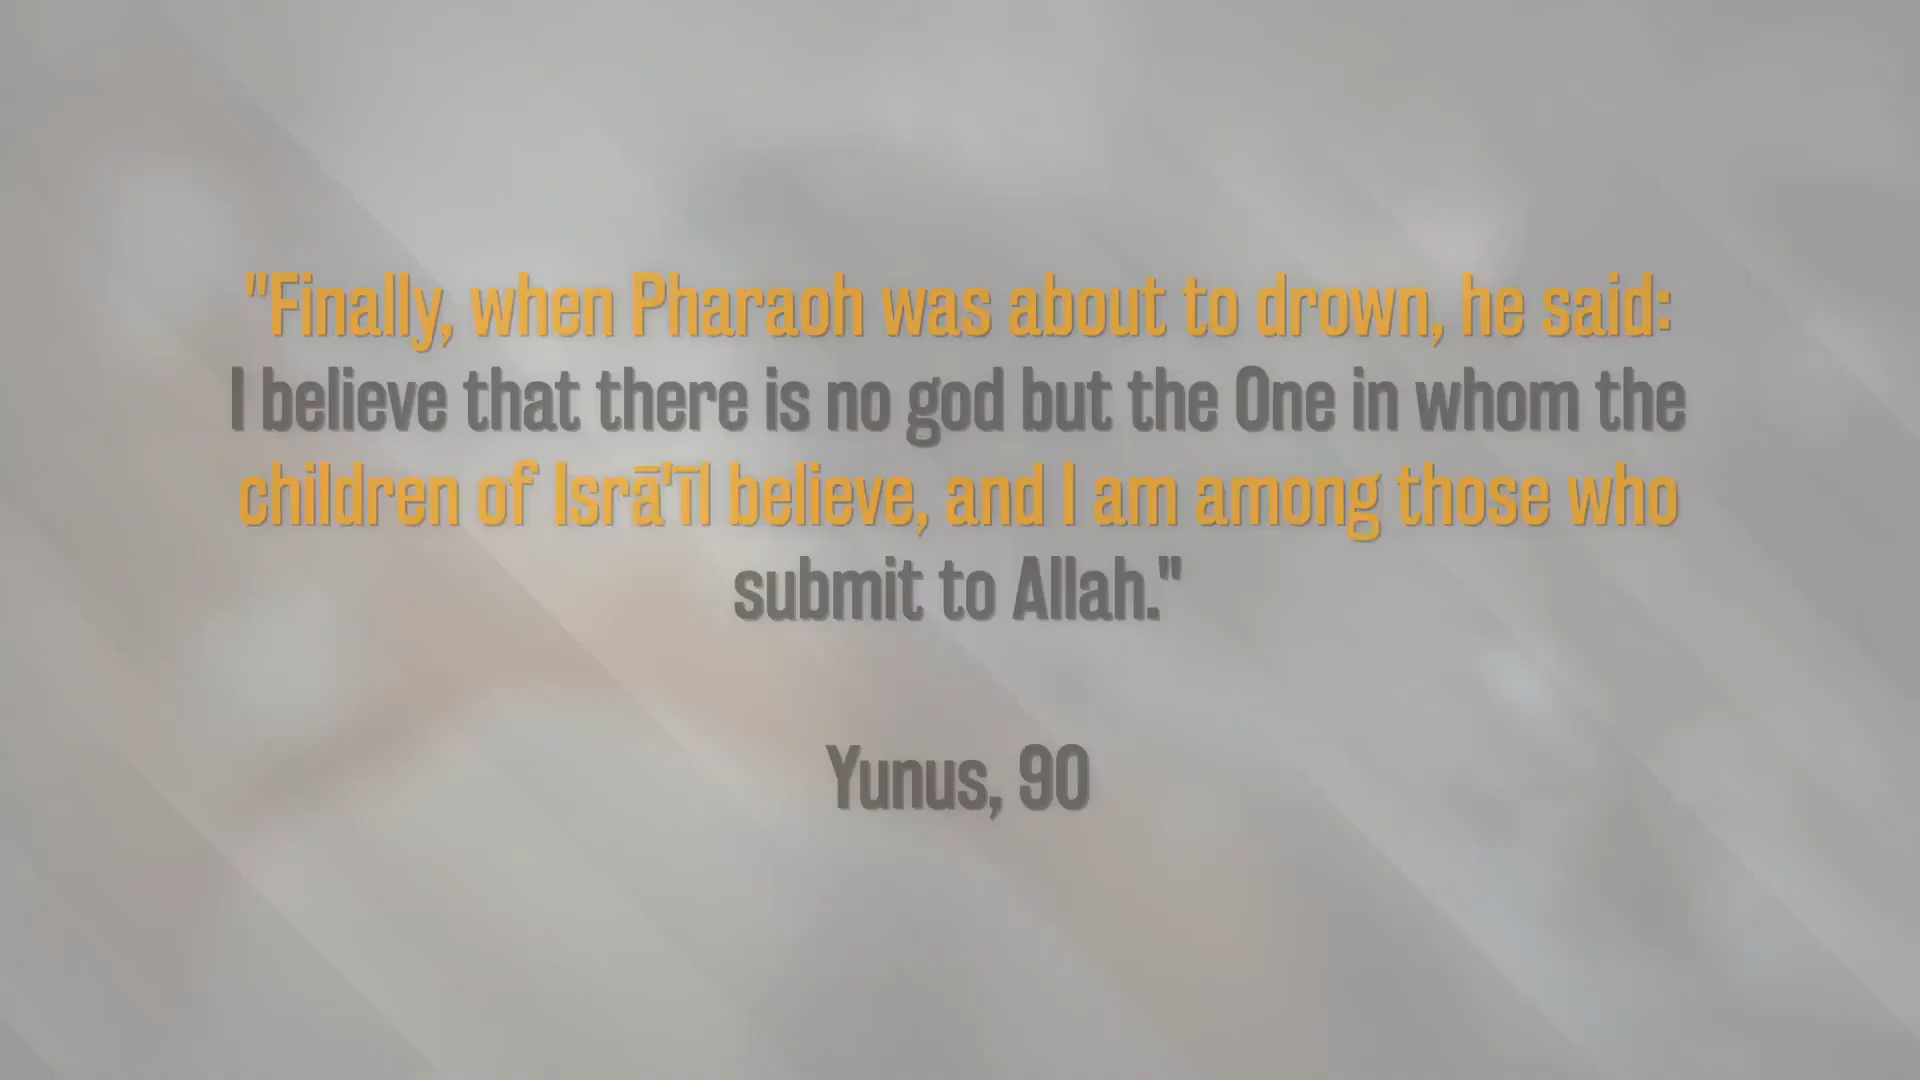 "Finally, when Pharaoh was about to drown, he said:
I believe that there is no god but the One in whom the
children of Isrā'īl believe, and I am among those who
submit to Allah."
Yunus, 90